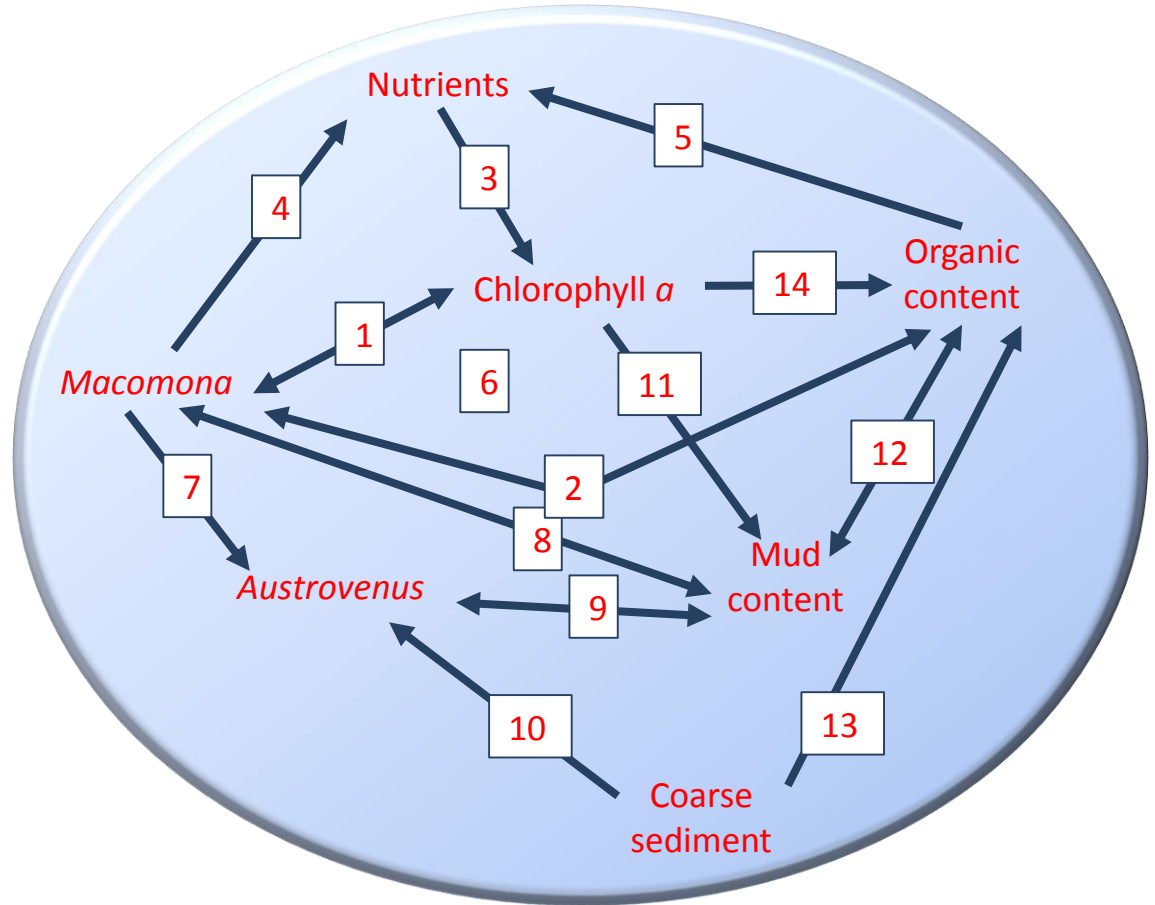 Nutrients
5
3
4
Organic
content
Chlorophyll a
14
1
Macomona
6
11
12
7
2
8
Mud
content
Austrovenus
9
10
13
Coarse
sediment